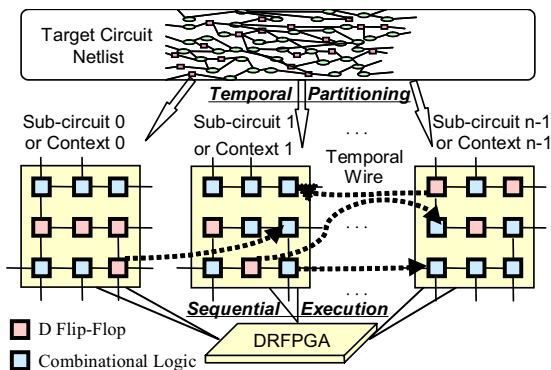 Target Circuit
Netlist
Temporal Partitioning
Sub-circuit 0
or Context 0
Sub-circuit 1
or Context 1
. . .
Sub-circuit n-1
or Context n-1
Temporal
Wire
. . .
. . .
Sequential Execution
DRFPGA
D Flip-Flop
Combinational Logic